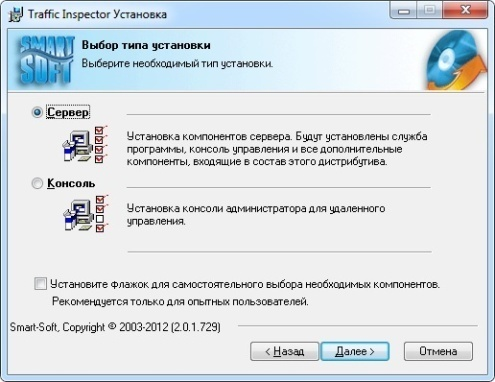 Traffic Inspector Установка
SMART
SOFT
Выбор типа установки
Выберите необходимый тип установки.
Сервер
Установка компонентов сервера. Будут установлены служба
программы, консоль управления и все дополнительные
компоненты, входящие в состав этого дистрибутива.
Консоль
Установка консоли администратора для удаленного
управления.
Установите флажок для самостоятельного выбора необходимых компонентов.
Рекомендуется только для опытных пользователей.
Smart-Soft, Copyright © 2003-2012 (2.0.1.729)
< Назад
Далее >
Отмена